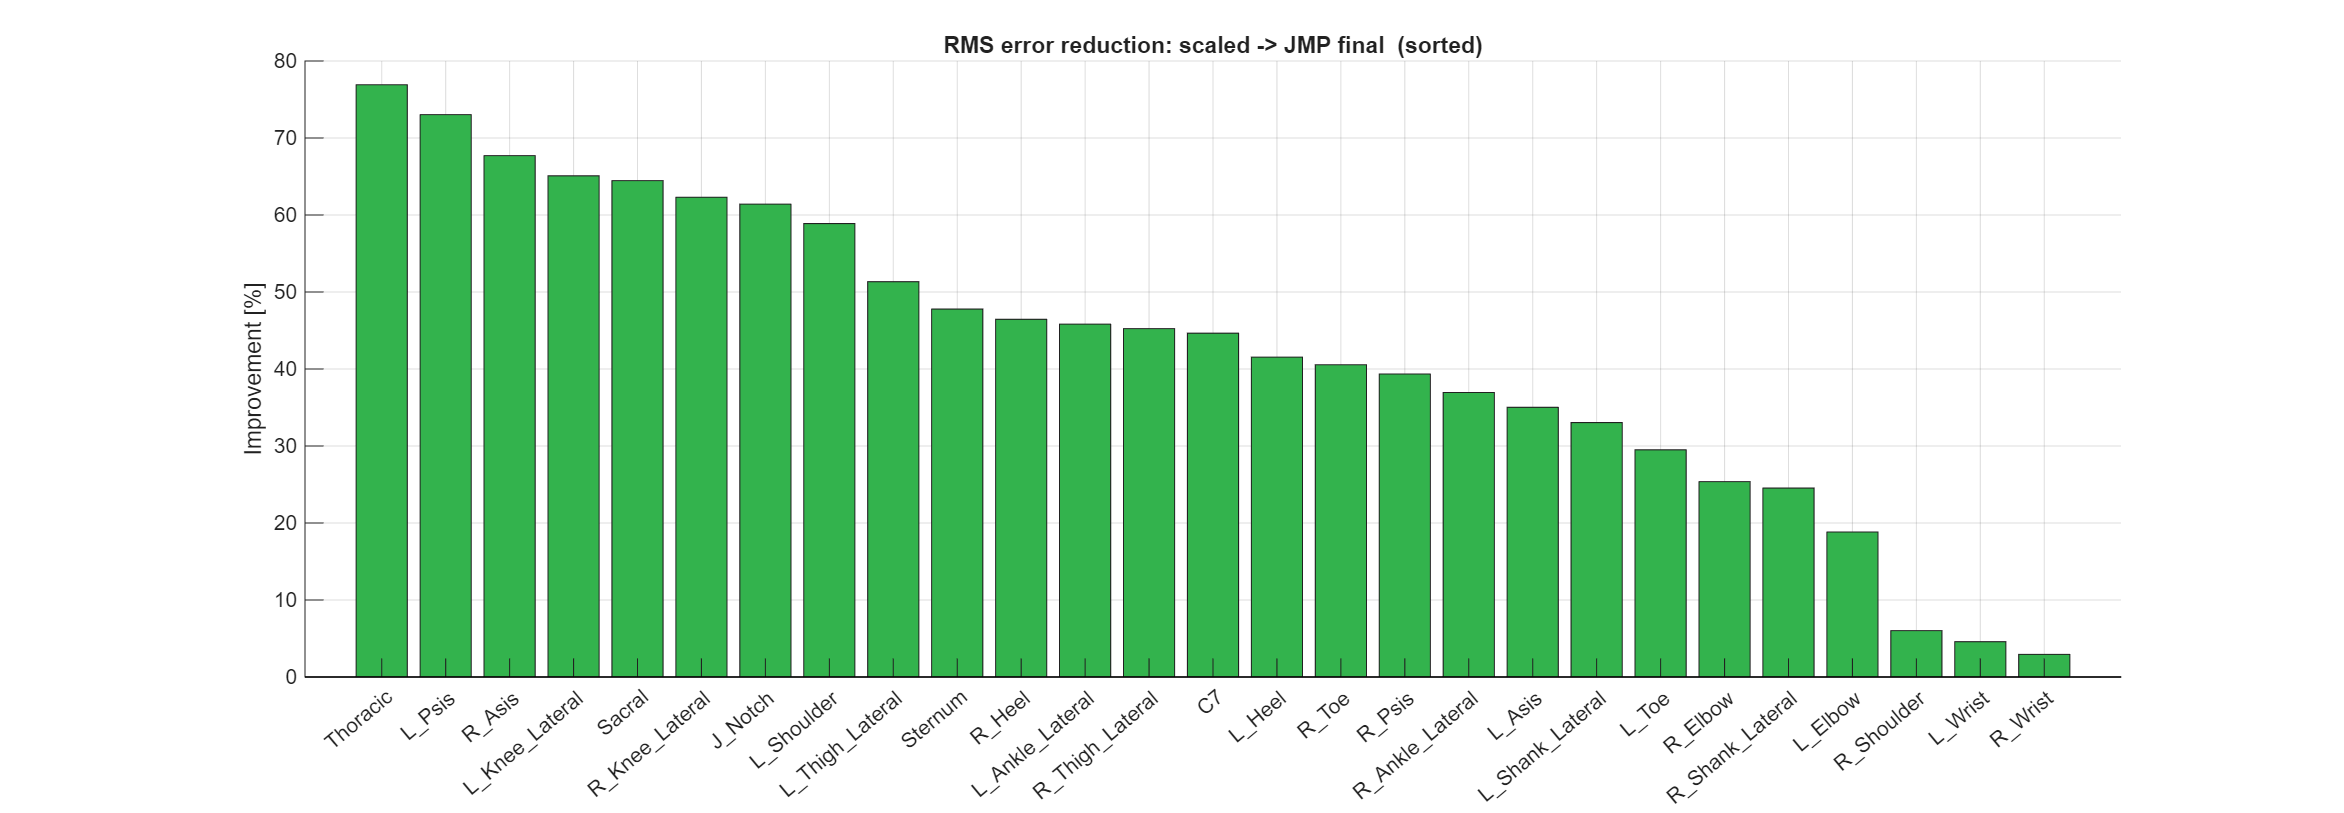 RMS error reduction: scaled -> JMP final (sorted)
Improvement [%]
80
70
60
50
40
30
20
10
0
Thoracic
L_Psis
R_Asis
L_Knee_Lateral
Sacral
R_Knee_Lateral
J_Notch
L_Shoulder
L_Thigh_Lateral
Sternum
R_Heel
L_Ankle_Lateral
R_Thigh_Lateral
C7
L_Heel
R_Toe
R_Psis
R_Ankle_Lateral
L_Asis
L_Shank_Lateral
L_Toe
R_Elbow
R_Shank_Lateral
L_Elbow
R_Shoulder
L_Wrist
R_Wrist